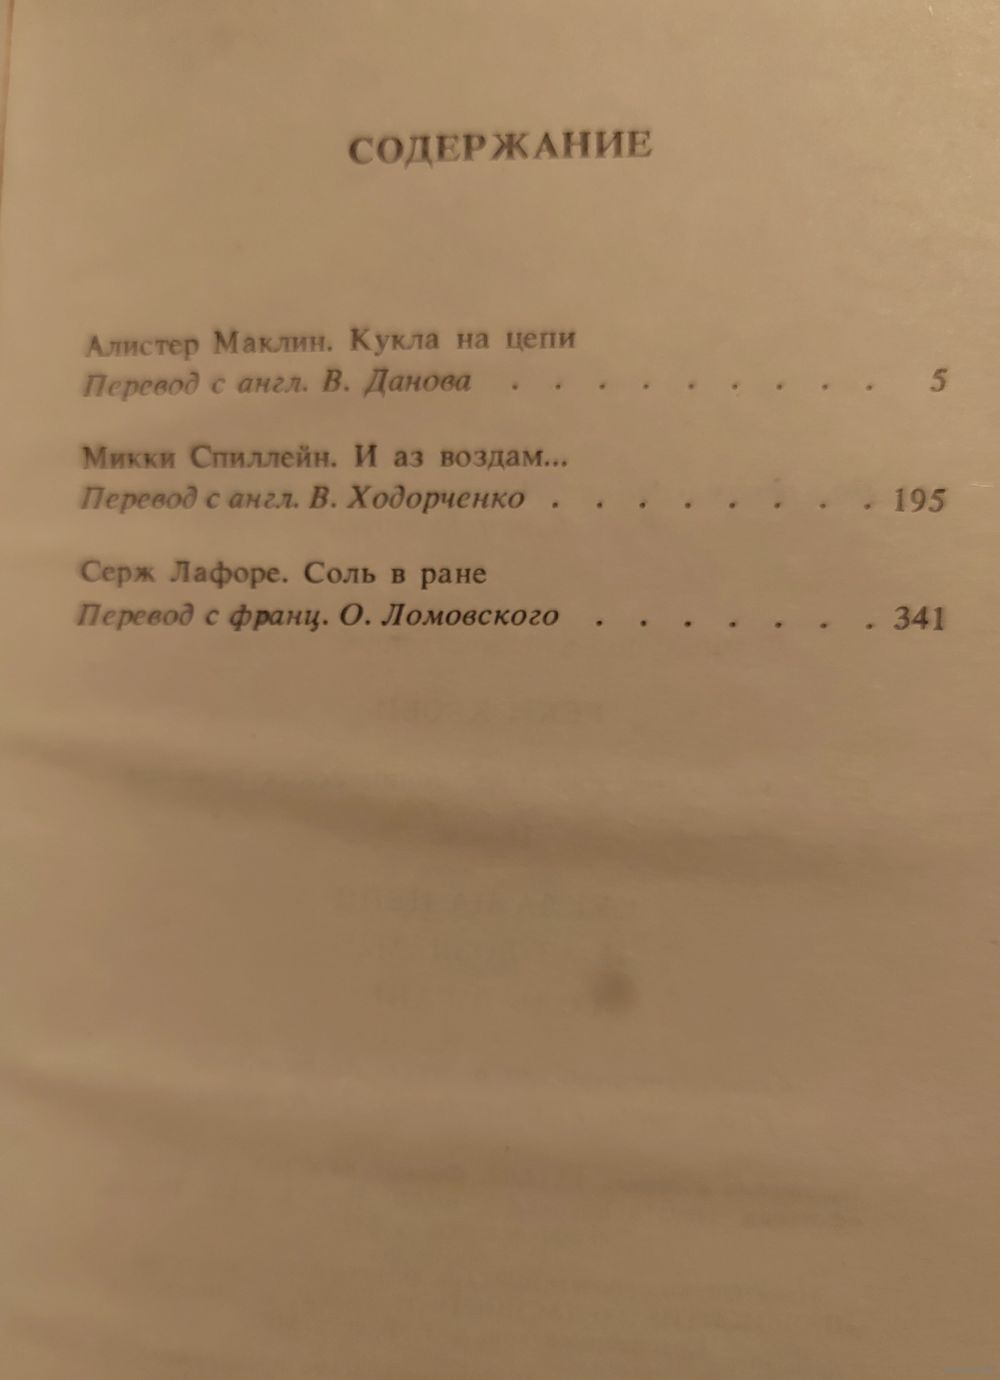 СОДЕРЖАНИЕ
Алистер Маклин. Кукла на цепи
Перевод с англ. В. Данова . . . . . . . . . 5
Микки Спиллейн. И аз воздам...
Перевод с англ. В. Ходорченко . . . . . . . . 195
Серж Лафоре. Соль в ране
Перевод с франц. О. Ломовского . . . . . . . 341